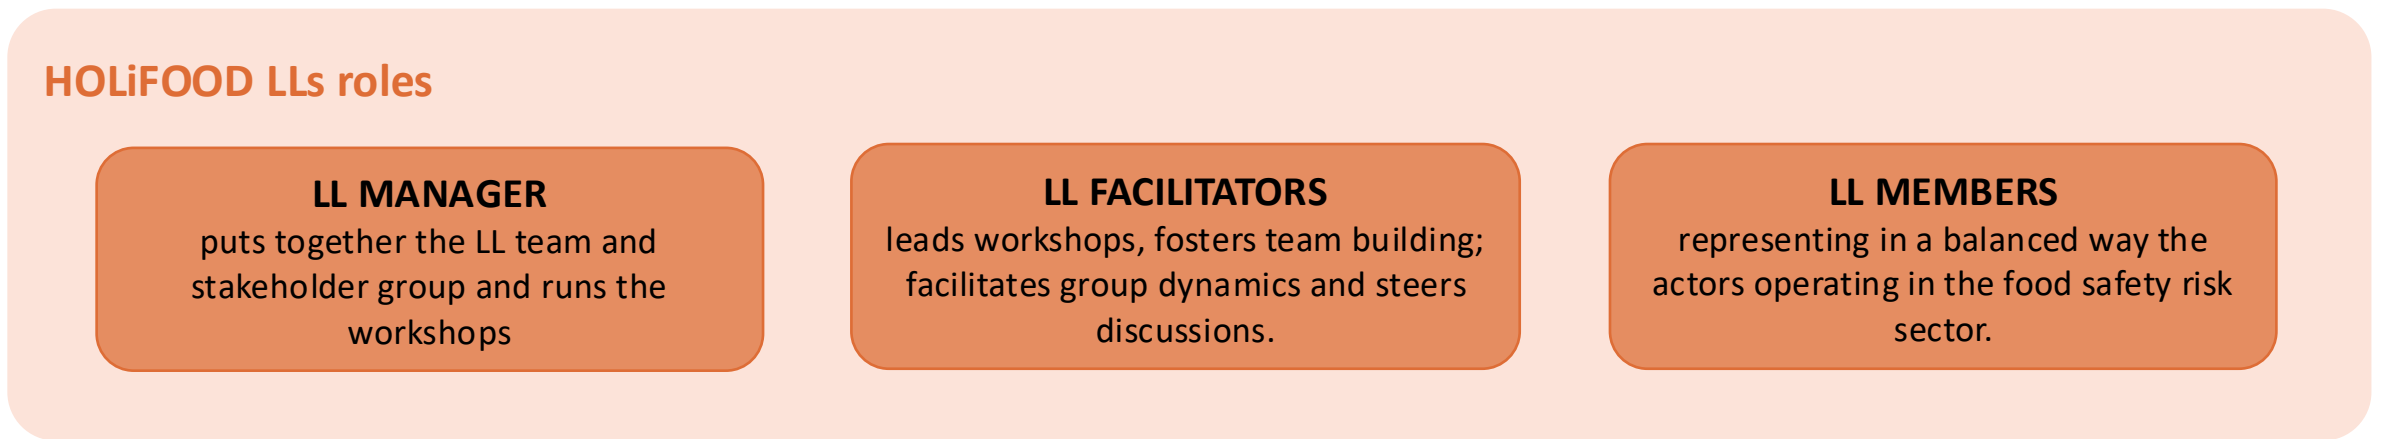 HOLiFOOD LLs roles
LL MANAGER
puts together the LL team and
stakeholder group and runs the
workshops
LL FACILITATORS
leads workshops, fosters team building;
facilitates group dynamics and steers
discussions.
LL MEMBERS
representing in a balanced way the
actors operating in the food safety risk
sector.